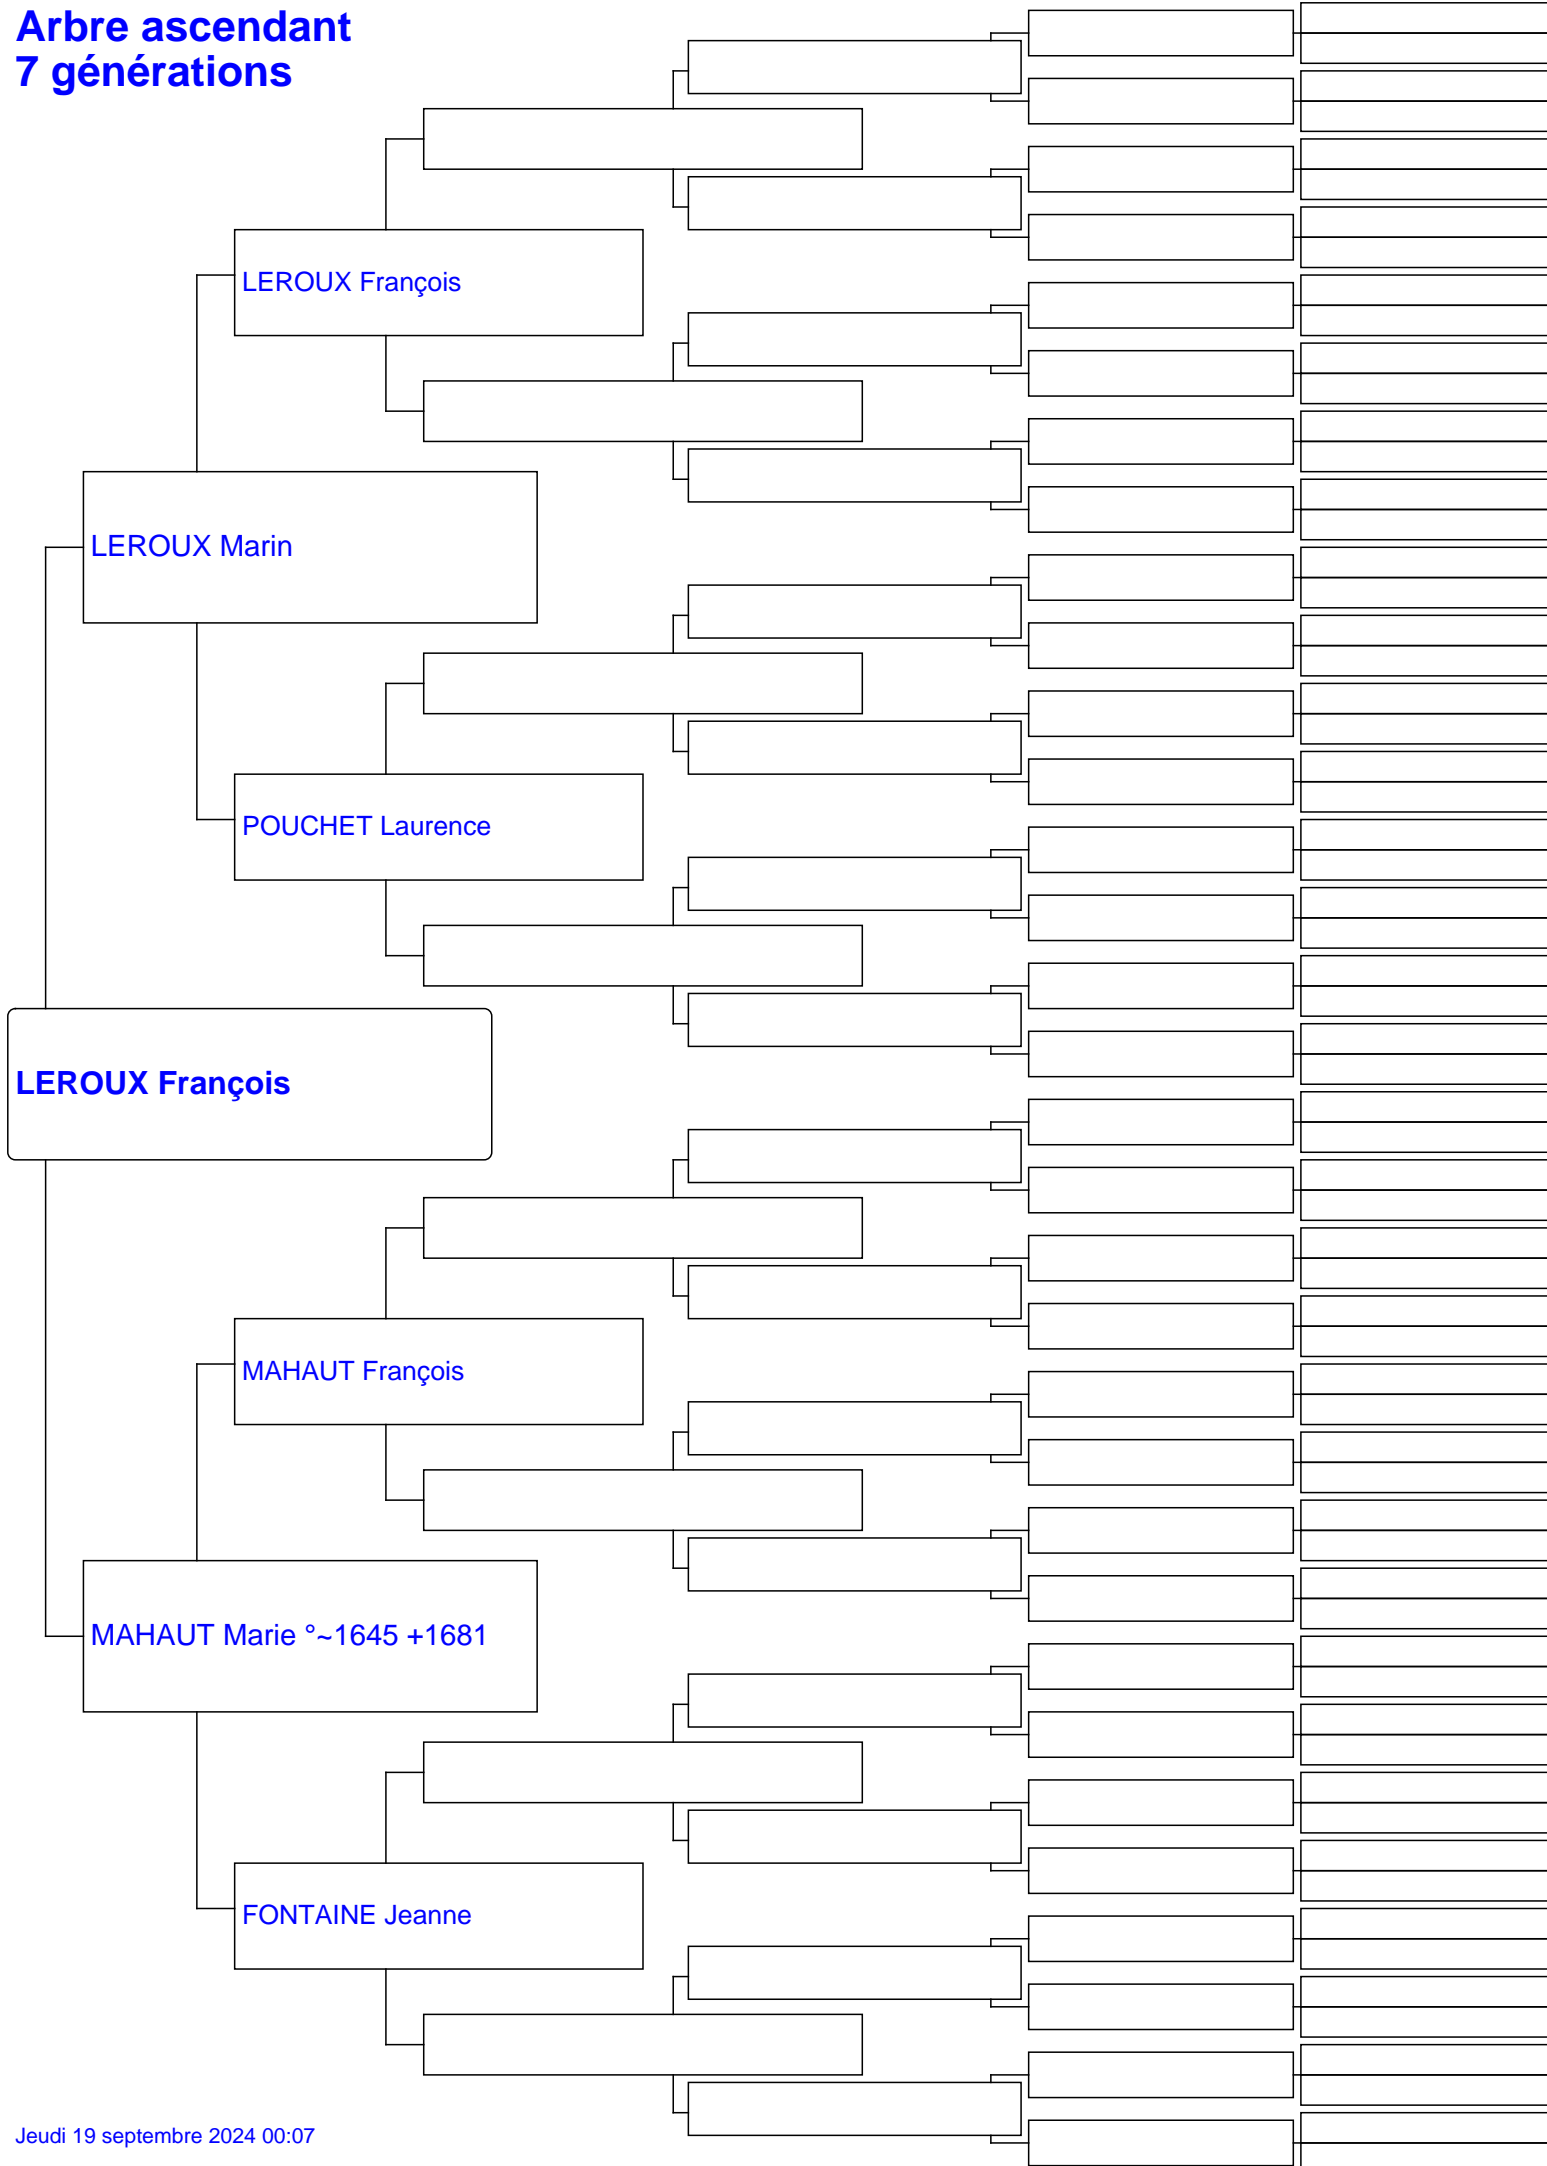 Arbre ascendant
7 générations
LEROUX François
LEROUX Marin
POUCHET Laurence
LEROUX François
MAHAUT François
MAHAUT Marie °~1645 +1681
FONTAINE Jeanne
Jeudi 19 septembre 2024 00:07